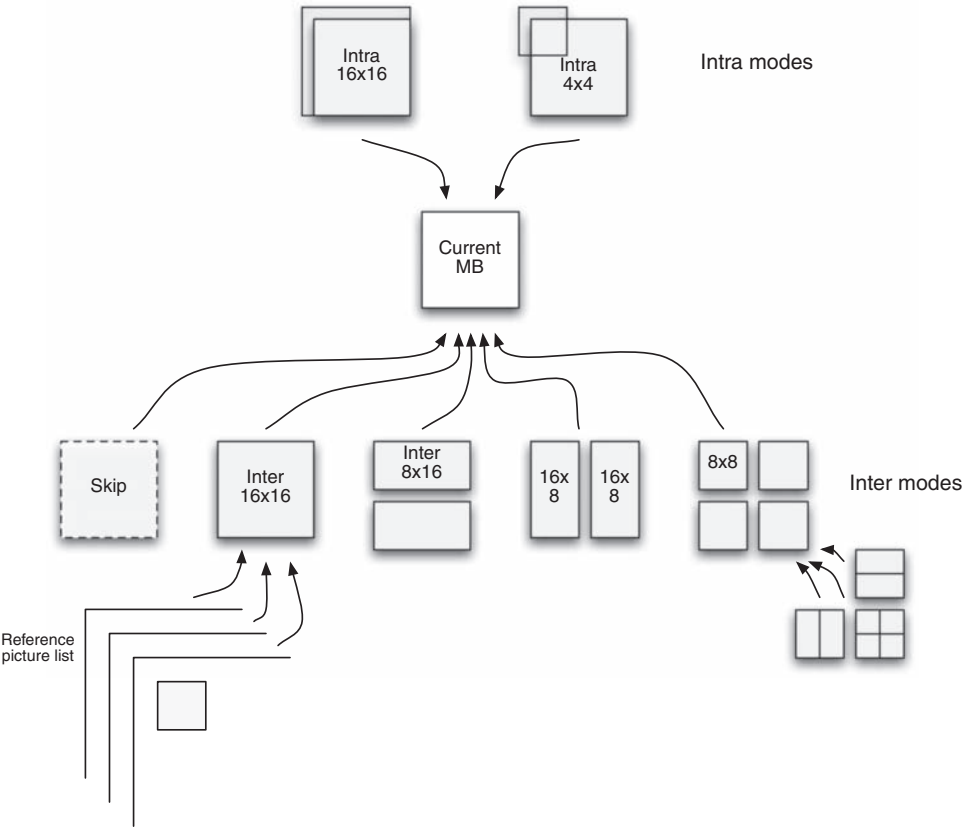 Intra
16x16
Intra
4x4
Intra modes
Current
MB
Skip
Inter
16x16
Inter
8x16
16x
8
16x
8
8x8
Inter modes
Reference
picture list